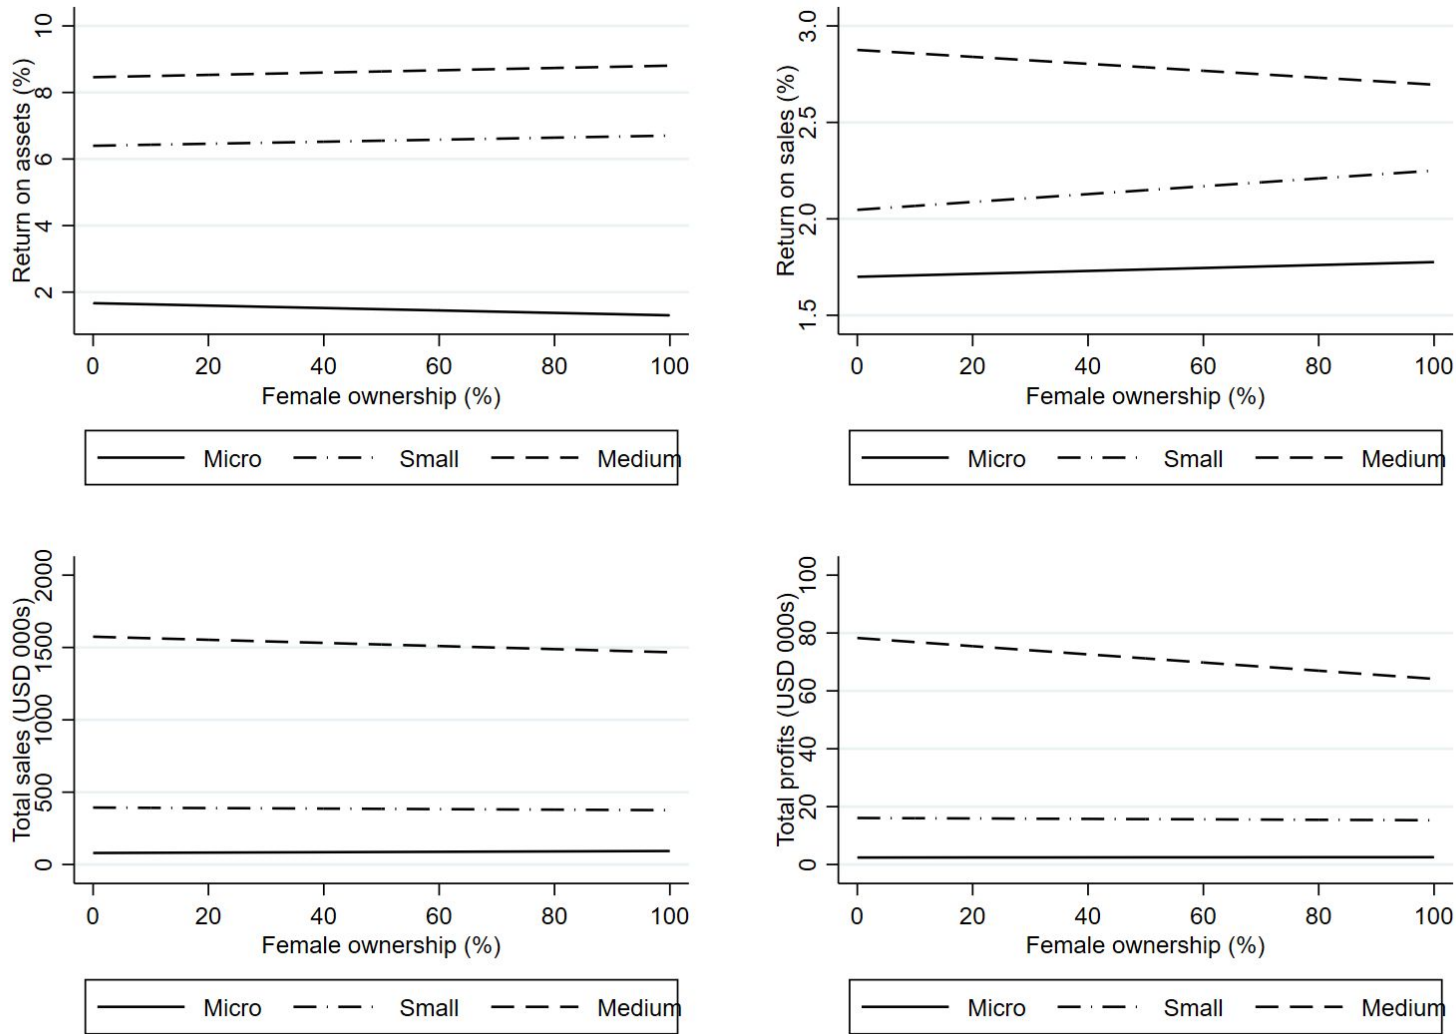 Return on assets (%)
10
8
6
4
2
0 20 40 60 80 100
Female ownership (%)
Micro Small Medium
Return on sales (%)
3.0
2.5
2.0
1.5
0 20 40 60 80 100
Female ownership (%)
Micro Small Medium
Total sales (USD 000s)
2000
1500
1000
500
0
0 20 40 60 80 100
Female ownership (%)
Micro Small Medium
Total profits (USD 000s)
100
80
60
40
20
0
0 20 40 60 80 100
Female ownership (%)
Micro Small Medium